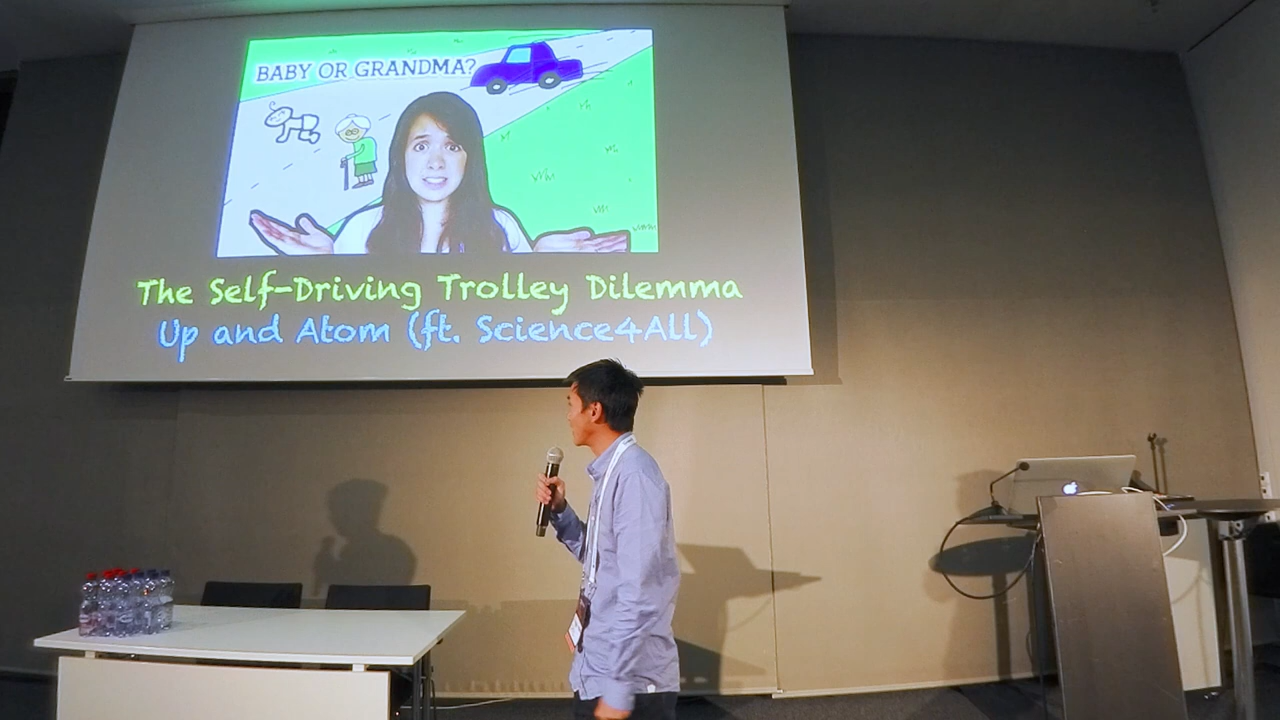 BABY OR GRANDMA?
The Self-Driving Trolley Dilemma
Up and Atom (ft. Science4All)